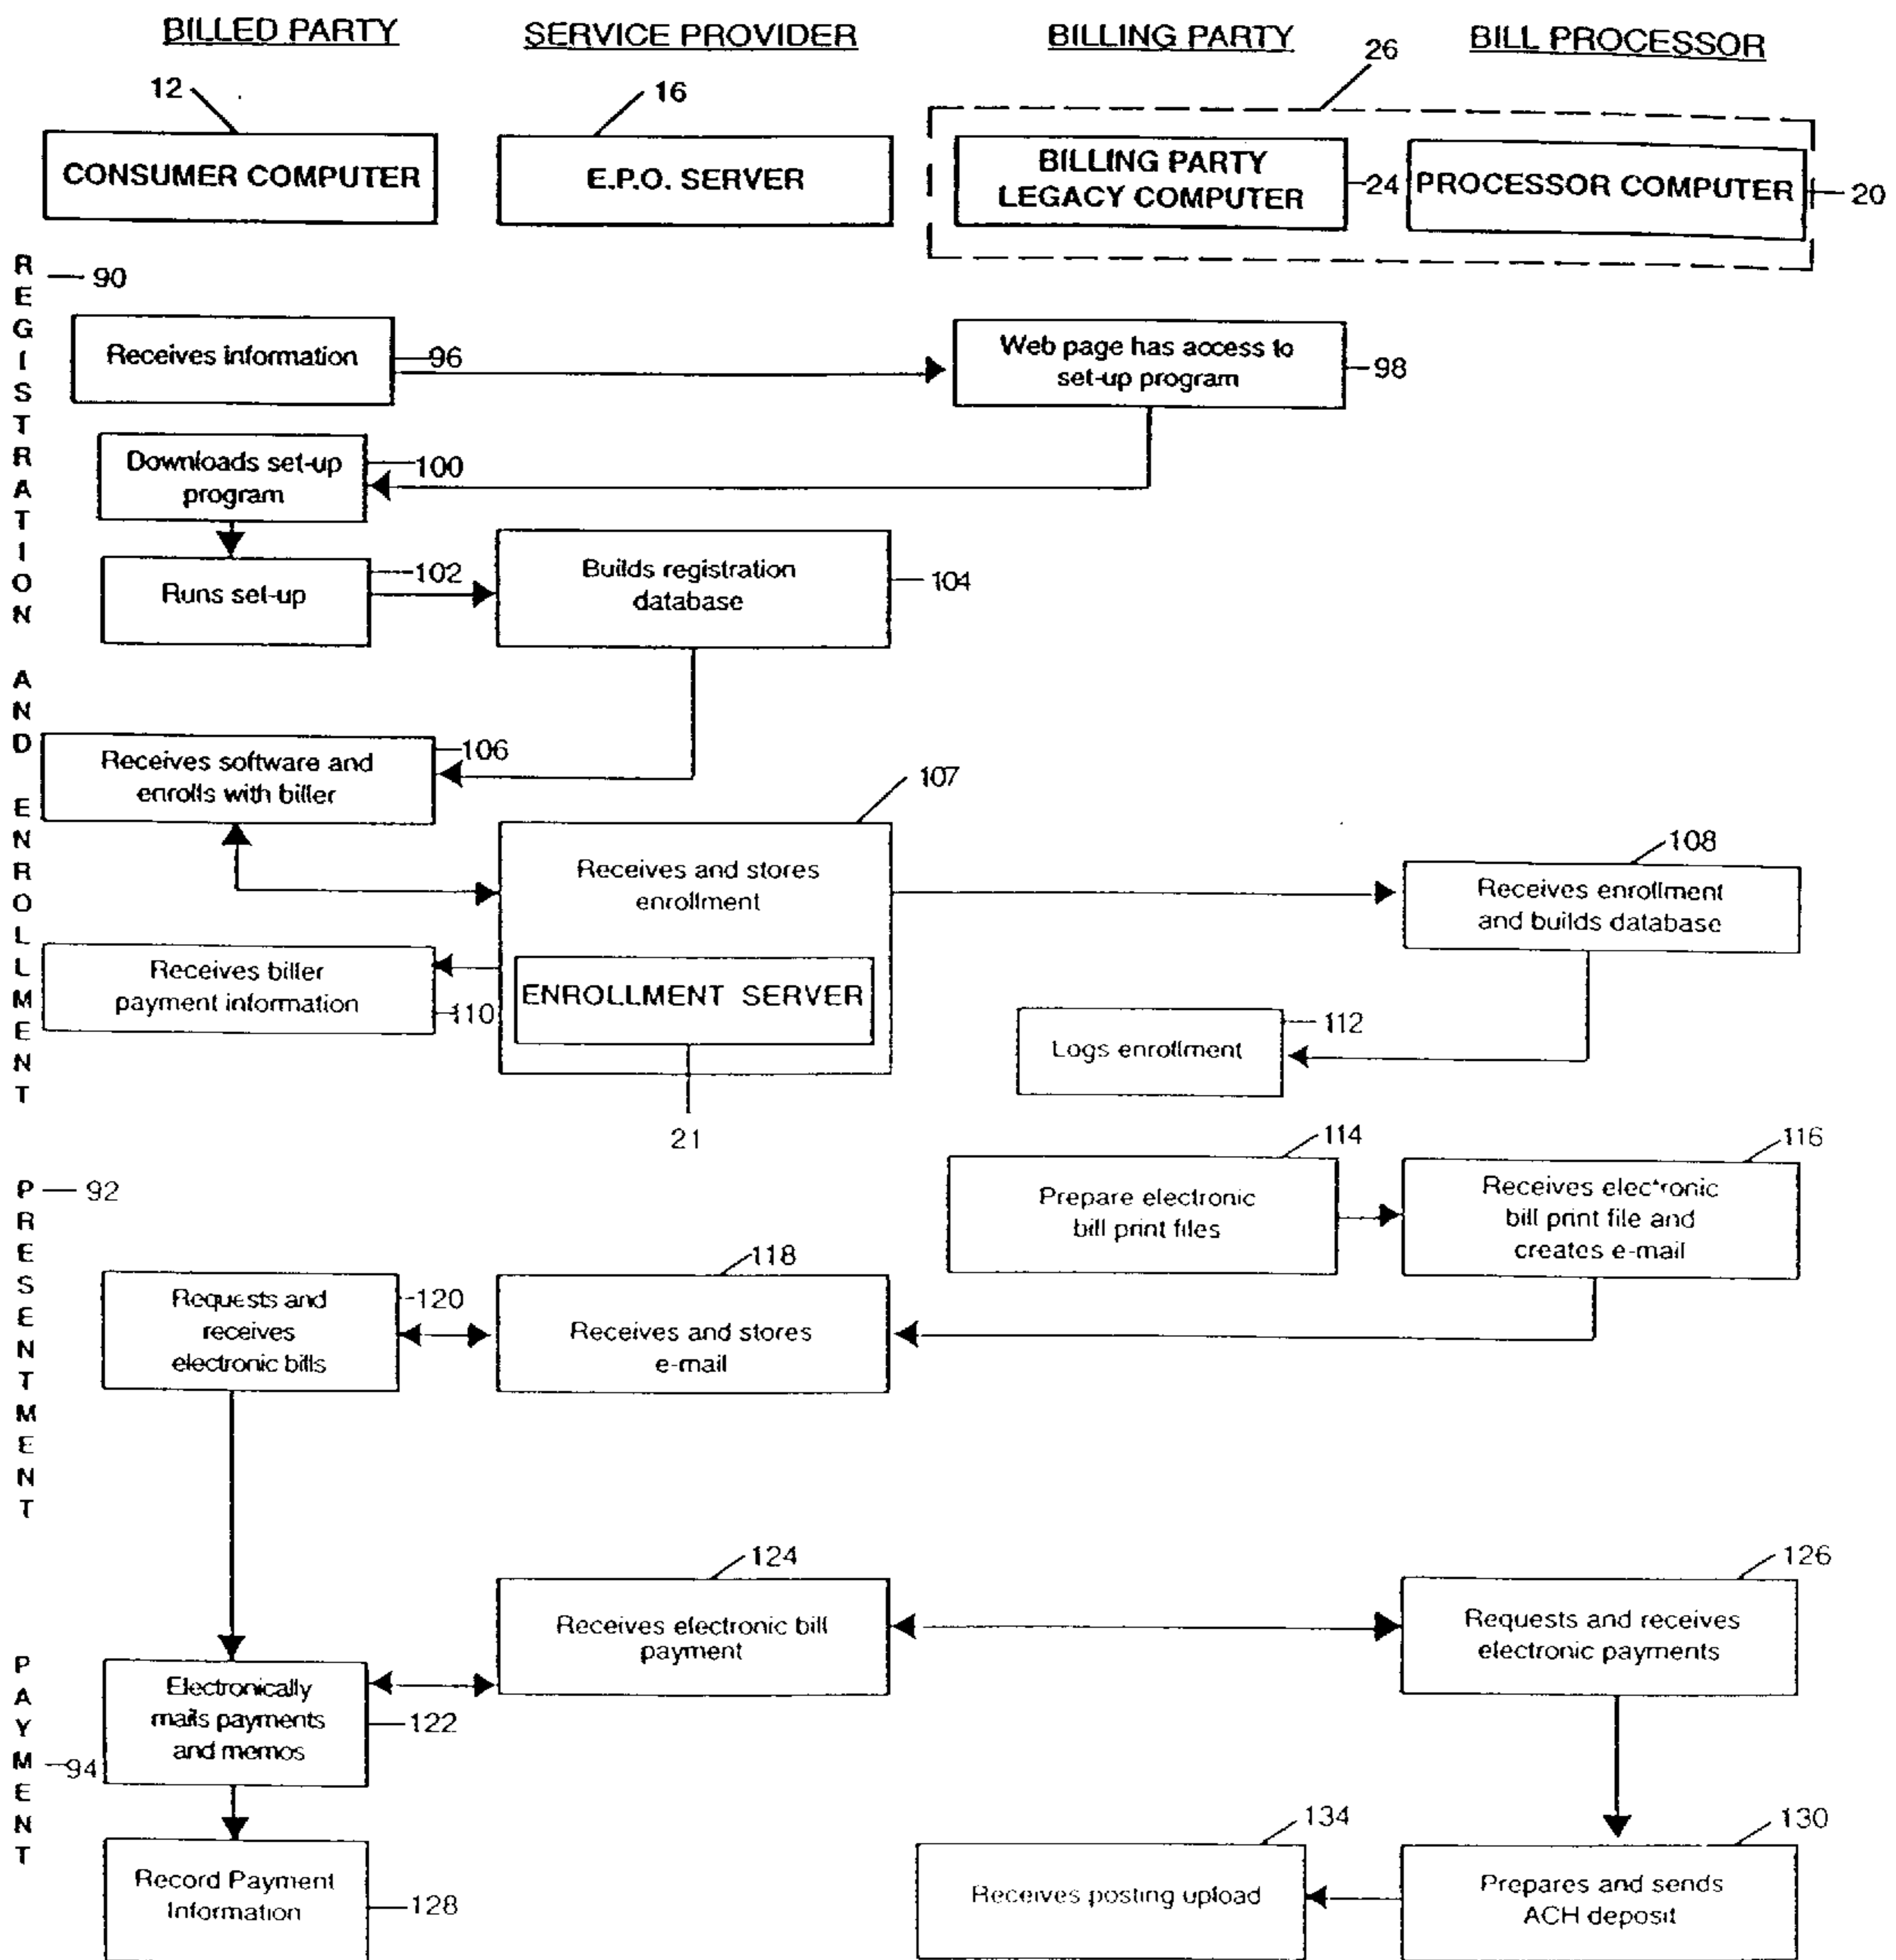 BILLED PARTY
SERVICE PROVIDER
BILLING PARTY
BILL PROCESSOR
12
16
26
CONSUMER COMPUTER
E.P.O. SERVER
BILLING PARTY
LEGACY COMPUTER
24
PROCESSOR COMPUTER
20
REGISTRATION AND ENROLLMENT
90
Receives information
96
Web page has access to
set-up program
98
Downloads set-up
program
100
Runs set-up
102
Builds registration
database
104
Receives software and
enrolls with biller
106
107
Receives and stores
enrollment
108
Receives enrollment
and builds database
Receives biller
payment information
110
ENROLLMENT SERVER
21
Logs enrollment
112
PRESENTMENT
92
114
Prepare electronic
bill print files
116
Receives electronic
bill print file and
creates e-mail
118
Receives and stores
e-mail
Requests and
receives
electronic bills
120
PAYMENT
94
124
Receives electronic bill
payment
126
Requests and receives
electronic payments
Electronically
mails payments
and memos
122
Record Payment
Information
128
134
Receives posting upload
130
Prepares and sends
ACH deposit